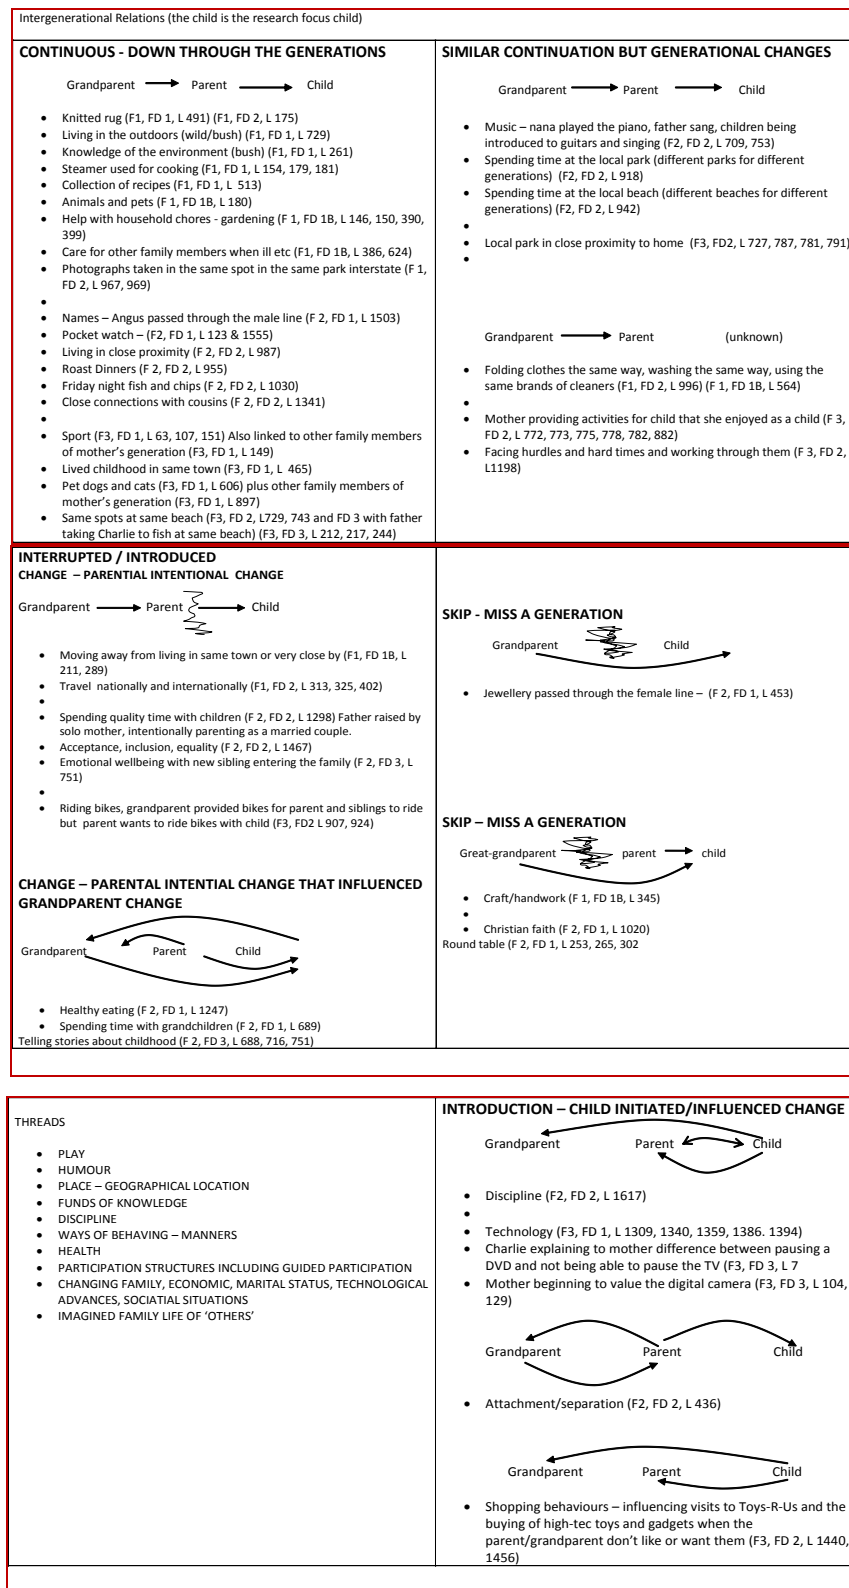 Intergenerational Relations (the child is the research focus child)
CONTINUOUS - DOWN THROUGH THE GENERATIONS
Grandparent Parent Child
• Knitted rug (F1, FD 1, L 491) (F1, FD 2, L 175)
• Living in the outdoors (wild/bush) (F1, FD 1, L 729)
• Knowledge of the environment (bush) (F1, FD 1, L 261)
• Steamer used for cooking (F1, FD 1, L 154, 179, 181)
• Collection of recipes (F1, FD 1, L  513)
• Animals and pets (F 1, FD 1B, L 180)
• Help with household chores - gardening (F 1, FD 1B, L 146, 150, 390,
399)
• Care for other family members when ill etc (F1, FD 1B, L 386, 624)
• Photographs taken in the same spot in the same park interstate (F 1,
FD 2, L 967, 969)
•
• Names – Angus passed through the male line (F 2, FD 1, L 1503)
• Pocket watch – (F2, FD 1, L 123 & 1555)
• Living in close proximity (F 2, FD 2, L 987)
• Roast Dinners (F 2, FD 2, L 955)
• Friday night fish and chips (F 2, FD 2, L 1030)
• Close connections with cousins (F 2, FD 2, L 1341)
•
• Sport (F3, FD 1, L 63, 107, 151) Also linked to other family members
of mother's generation (F3, FD 1, L 149)
• Lived childhood in same town (F3, FD 1, L  465)
• Pet dogs and cats (F3, FD 1, L 606) plus other family members of
mother's generation (F3, FD 1, L 897)
• Same spots at same beach (F3, FD 2, L729, 743 and FD 3 with father
taking Charlie to fish at same beach) (F3, FD 3, L 212, 217, 244)
SIMILAR CONTINUATION BUT GENERATIONAL CHANGES
Grandparent Parent Child
• Music – nana played the piano, father sang, children being
introduced to guitars and singing (F2, FD 2, L 709, 753)
• Spending time at the local park (different parks for different
generations)  (F2, FD 2, L 918)
• Spending time at the local beach (different beaches for different
generations) (F2, FD 2, L 942)
•
• Local park in close proximity to home  (F3, FD2, L 727, 787, 781, 791)
•
Grandparent Parent (unknown)
• Folding clothes the same way, washing the same way, using the
same brands of cleaners (F1, FD 2, L 996) (F 1, FD 1B, L 564)
•
• Mother providing activities for child that she enjoyed as a child (F 3,
FD 2, L 772, 773, 775, 778, 782, 882)
• Facing hurdles and hard times and working through them (F 3, FD 2,
L1198)
INTERRUPTED / INTRODUCED
CHANGE – PARENTIAL INTENTIONAL  CHANGE
Grandparent Parent Child
• Moving away from living in same town or very close by (F1, FD 1B, L
211, 289)
• Travel  nationally and internationally (F1, FD 2, L 313, 325, 402)
•
• Spending quality time with children (F 2, FD 2, L 1298) Father raised by
solo mother, intentionally parenting as a married couple.
• Acceptance, inclusion, equality (F 2, FD 2, L 1467)
• Emotional wellbeing with new sibling entering the family (F 2, FD 3, L
751)
•
• Riding bikes, grandparent provided bikes for parent and siblings to ride
but  parent wants to ride bikes with child (F3, FD2 L 907, 924)
CHANGE – PARENTAL INTENTIAL CHANGE THAT INFLUENCED
GRANDPARENT CHANGE
Grandparent Parent Child
• Healthy eating (F 2, FD 1, L 1247)
• Spending time with grandchildren (F 2, FD 1, L 689)
Telling stories about childhood (F 2, FD 3, L 688, 716, 751)
SKIP - MISS A GENERATION
Grandparent Child
• Jewellery passed through the female line –  (F 2, FD 1, L 453)
SKIP – MISS A GENERATION
Great-grandparent parent child
• Craft/handwork (F 1, FD 1B, L 345)
•
• Christian faith (F 2, FD 1, L 1020)
Round table (F 2, FD 1, L 253, 265, 302
THREADS
• PLAY
• HUMOUR
• PLACE – GEOGRAPHICAL LOCATION
• FUNDS OF KNOWLEDGE
• DISCIPLINE
• WAYS OF BEHAVING – MANNERS
• HEALTH
• PARTICIPATION STRUCTURES INCLUDING GUIDED PARTICIPATION
• CHANGING FAMILY, ECONOMIC, MARITAL STATUS, TECHNOLOGICAL
ADVANCES, SOCIATIAL SITUATIONS
• IMAGINED FAMILY LIFE OF 'OTHERS'
INTRODUCTION – CHILD INITIATED/INFLUENCED CHANGE
Grandparent Parent Child
• Discipline (F2, FD 2, L 1617)
•
• Technology (F3, FD 1, L 1309, 1340, 1359, 1386. 1394)
• Charlie explaining to mother difference between pausing a
DVD and not being able to pause the TV (F3, FD 3, L 7
• Mother beginning to value the digital camera (F3, FD 3, L 104,
129)
Grandparent Parent Child
• Attachment/separation (F2, FD 2, L 436)
Grandparent Parent Child
• Shopping behaviours – influencing visits to Toys-R-Us and the
buying of high-tec toys and gadgets when the
parent/grandparent don't like or want them (F3, FD 2, L 1440,
1456)